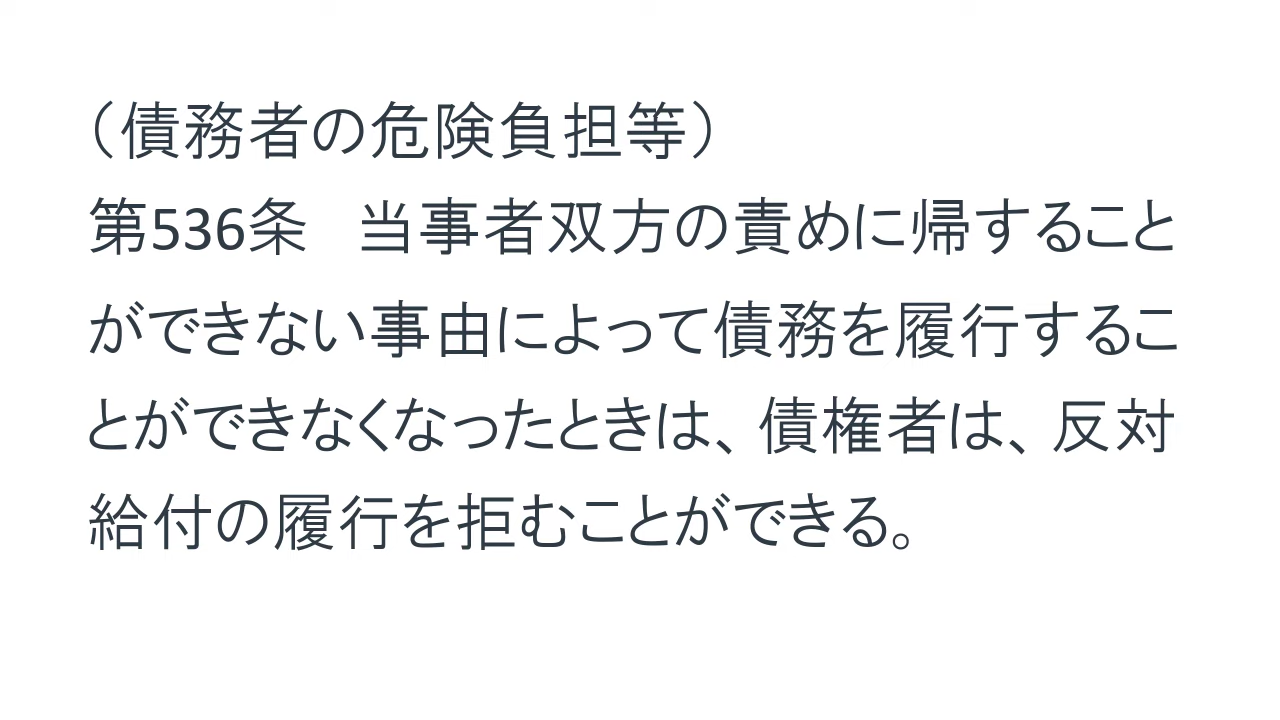 （債務者の危険負担等）
第536条　当事者双方の責めに帰すること
ができない事由によって債務を履行するこ
とができなくなったときは、債権者は、反対
給付の履行を拒むことができる。